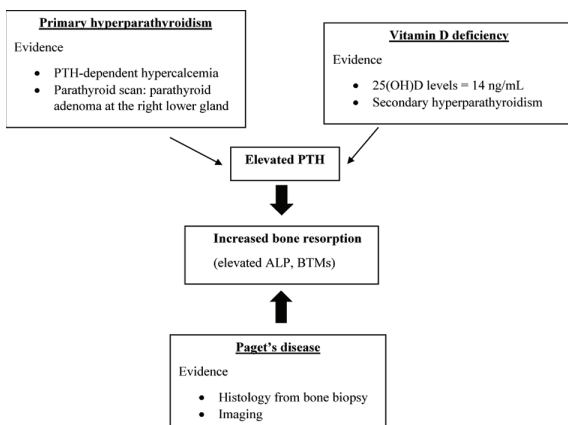 Primary hyperparathyroidism
Evidence
• PTH-dependent hypercalcemia
• Parathyroid scan: parathyroid
adenoma at the right lower gland
Vitamin D deficiency
Evidence
• 25(OH)D levels = 14 ng/mL
• Secondary hyperparathyroidism
Elevated PTH
Increased bone resorption
(elevated ALP, BTMs)
Paget's disease
Evidence
• Histology from bone biopsy
• Imaging